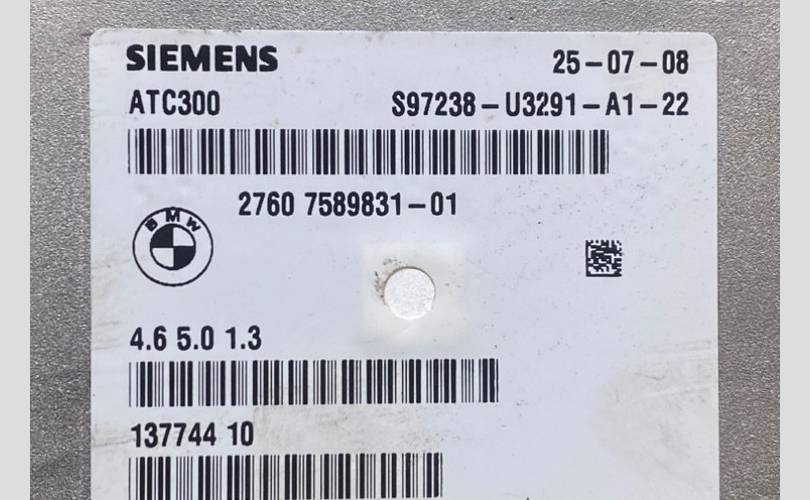 SIEMENS 25-07-08
ATC300 S97238-U3291-A1-22
2760 7589831-01
BMW
4.6 5.0 1.3
137744 10